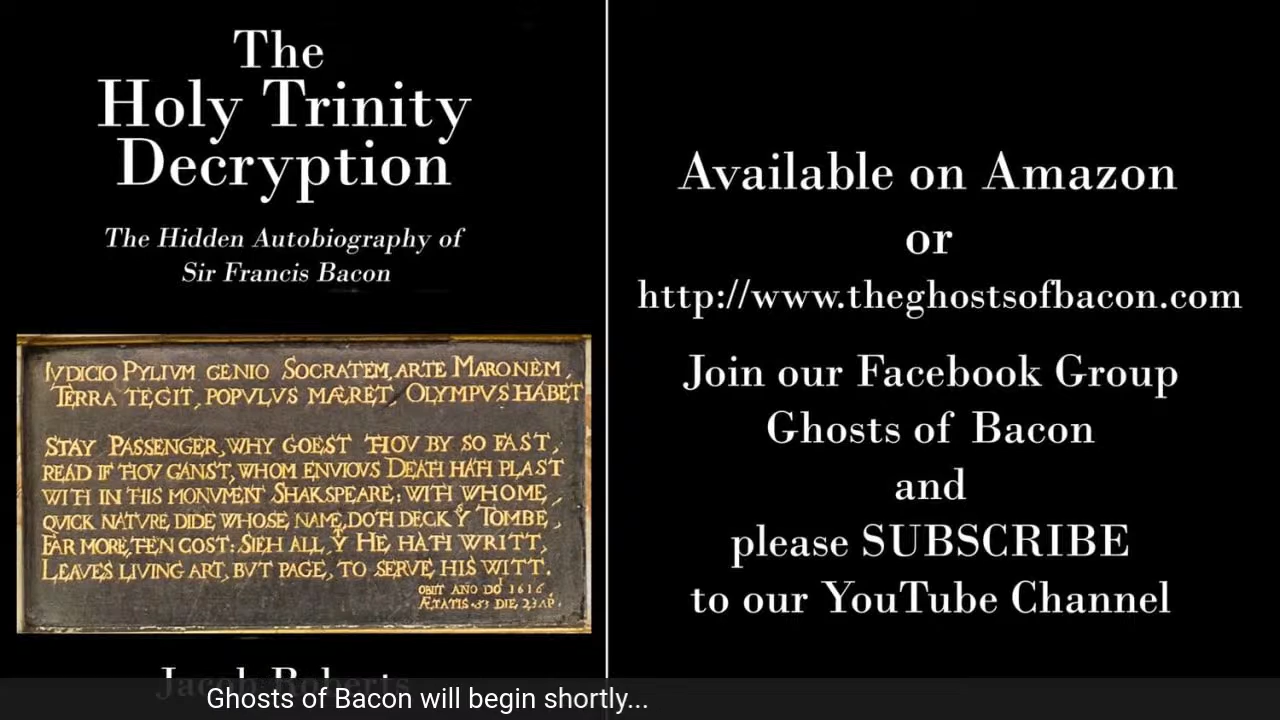 The
Holy Trinity
Decryption
The Hidden Autobiography of
Sir Francis Bacon
IVDICIO PYLIVM GENIO SOCRATEM, ARTE MARONEM,
TERRA TEGIT, POPVLVS MÆRET, OLYMPVS HABET
STAY PASSENGER, WHY GOEST THOV BY SO FAST,
READ IF THOV CANST, WHOM ENVIOVS DEATH HATH PLAST
WITH IN THIS MONVMENT SHAKSPEARE: WITH WHOME,
QVICK NATVRE DIDE WHOSE NAME, DOTH DECK Y^S TOMBE,
FAR MORE, THEN COST: SIEH ALL, Y^T HE HATH WRITT,
LEAVES LIVING ART, BVT PAGE, TO SERVE HIS WITT.
OBIIT AÑO DO^I 1616,
ÆTATIS·53 DIE, 23 AP.
Jacob Roberts
Available on Amazon
or
http://www.theghostsofbacon.com
Join our Facebook Group
Ghosts of Bacon
and
please SUBSCRIBE
to our YouTube Channel
Ghosts of Bacon will begin shortly...